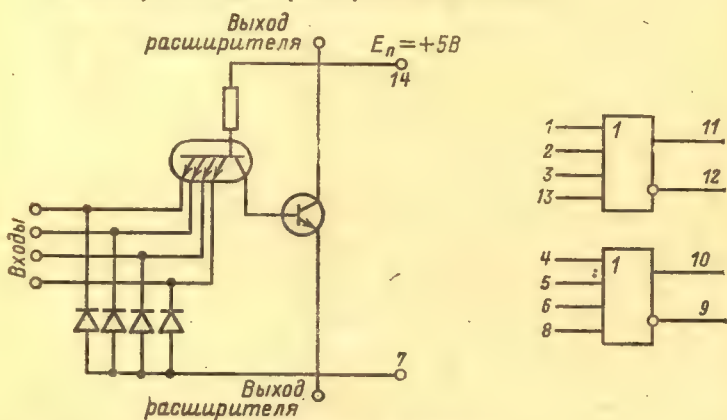 Выход
расширителя
Eп=+5В
14
Входы
7
Выход
расширителя
1
2
3
13
1
11
12
4
5
6
8
1
10
9